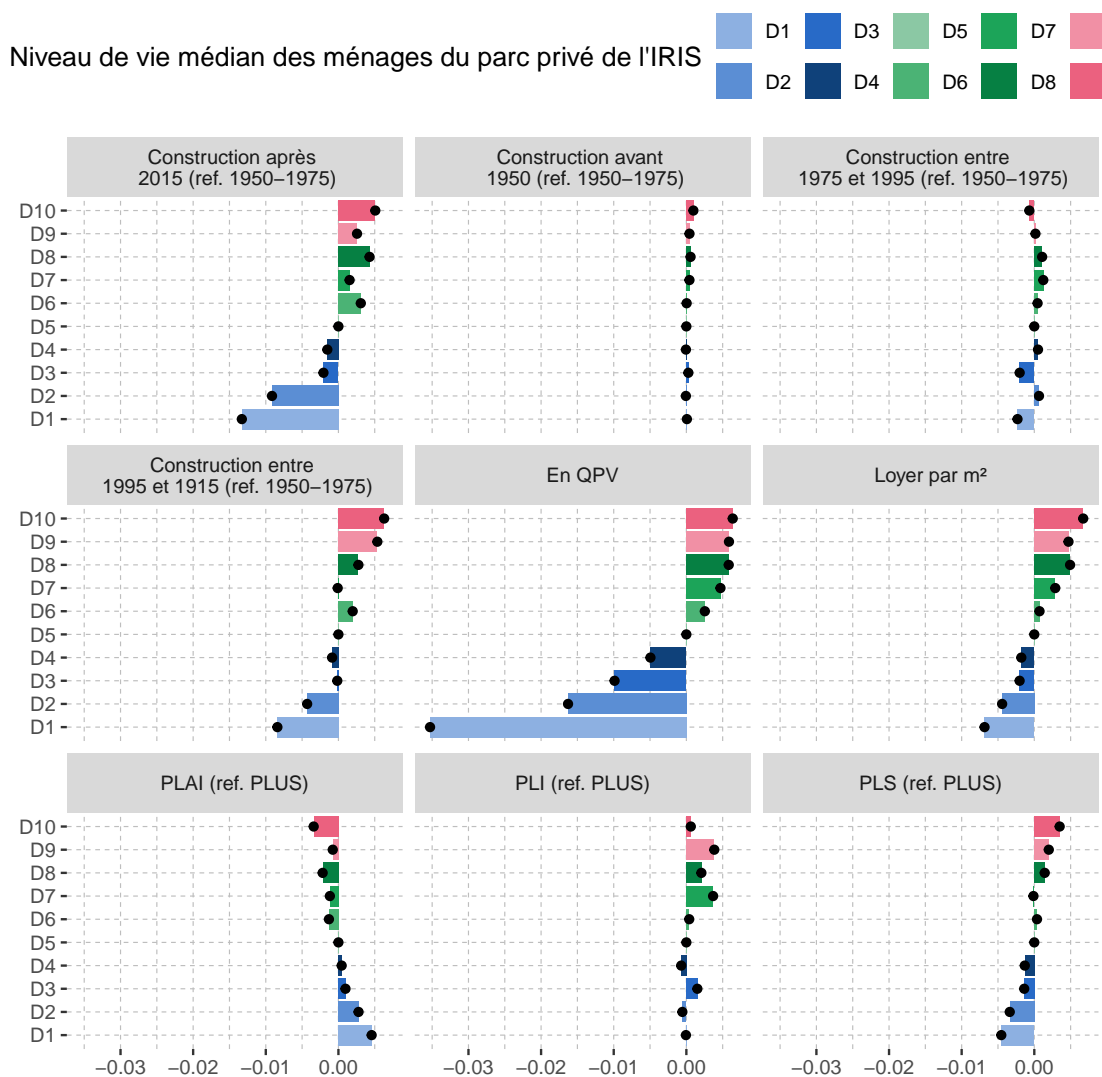 Niveau de vie médian des ménages du parc privé de l'IRIS
D1 D3 D5 D7
D2 D4 D6 D8
Construction après
2015 (ref. 1950−1975)
Construction avant
1950 (ref. 1950−1975)
Construction entre
1975 et 1995 (ref. 1950−1975)
D10
D9
D8
D7
D6
D5
D4
D3
D2
D1
Construction entre
1995 et 1915 (ref. 1950−1975)
En QPV
Loyer par m²
D10
D9
D8
D7
D6
D5
D4
D3
D2
D1
PLAI (ref. PLUS)
PLI (ref. PLUS)
PLS (ref. PLUS)
D10
D9
D8
D7
D6
D5
D4
D3
D2
D1
−0.03 −0.02 −0.01 0.00
−0.03 −0.02 −0.01 0.00
−0.03 −0.02 −0.01 0.00